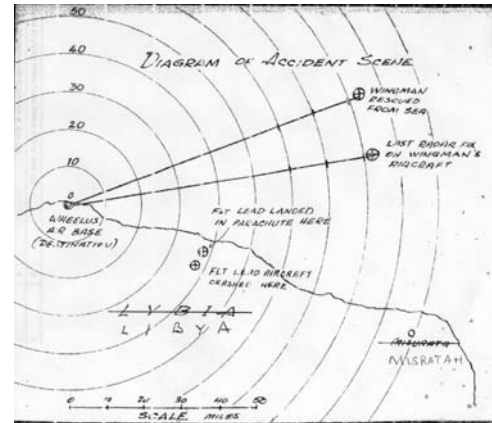 50
40
30
20
10
0
DIAGRAM OF ACCIDENT SCENE
WINGMAN
RESCUED
FROM SEA
LAST RADAR FIX
ON WINGMAN'S
AIRCRAFT
WHEELUS
AIR BASE
(DESTINATION)
FLT LEAD LANDED
IN PARACHUTE HERE
FLT LEAD AIRCRAFT
CRASHED HERE
LYBIA
LIBYA
MISURATA
MISRATAH
0 10 20 30 40 50
SCALE MILES